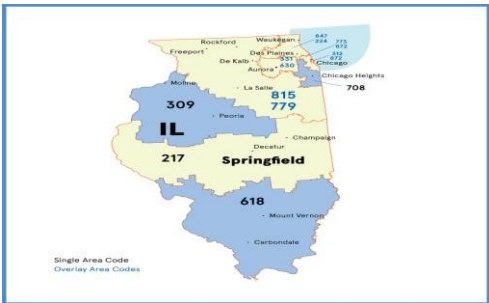 Rockford
Waukegan
847
224
773
872
Freeport
Des Plaines
312
872
De Kalb
331
630
Chicago
Aurora
Chicago Heights
Moline
La Salle
708
309
815
779
Peoria
IL
Champaign
Decatur
217
Springfield
618
Mount Vernon
Carbondale
Single Area Code
Overlay Area Codes